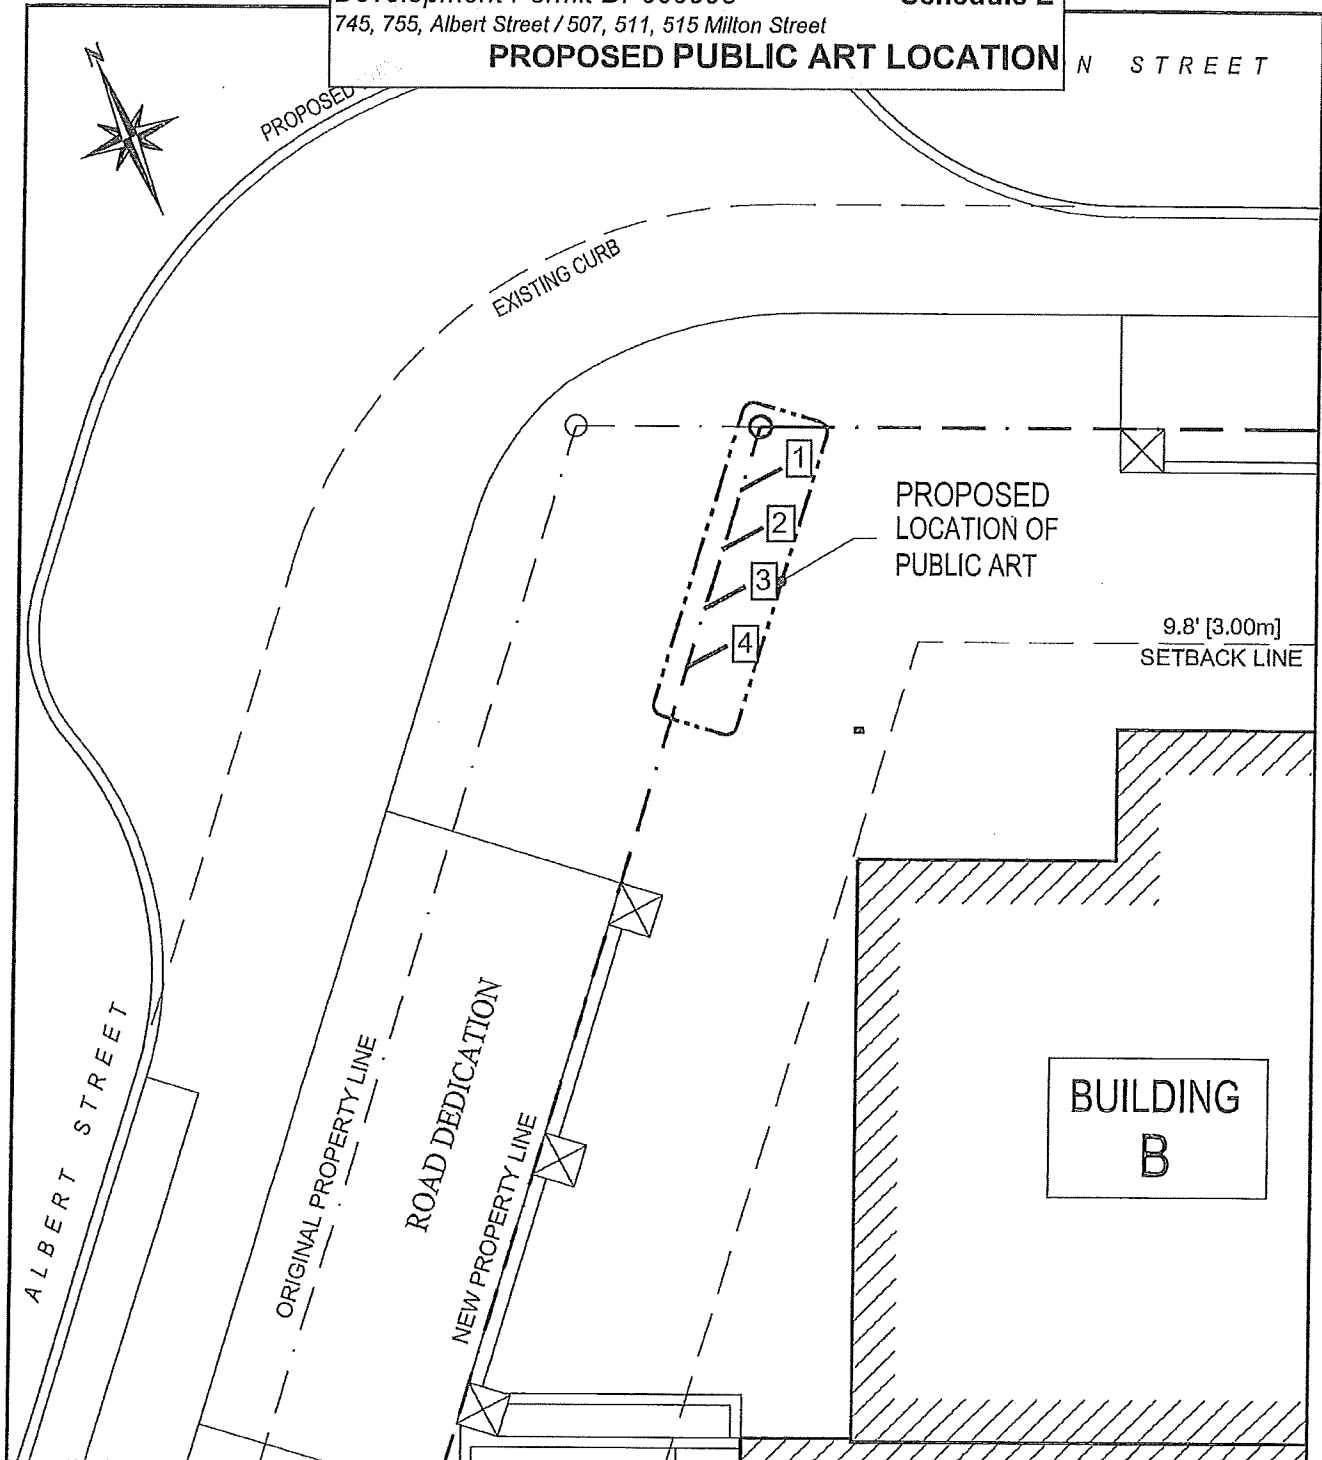 Schedule E
745, 755, Albert Street / 507, 511, 515 Milton Street
PROPOSED PUBLIC ART LOCATION
N STREET
N
PROPOSED
EXISTING CURB
1
2
3
4
PROPOSED
LOCATION OF
PUBLIC ART
9.8' [3.00m]
SETBACK LINE
ALBERT STREET
ORIGINAL PROPERTY LINE
ROAD DEDICATION
NEW PROPERTY LINE
BUILDING
B